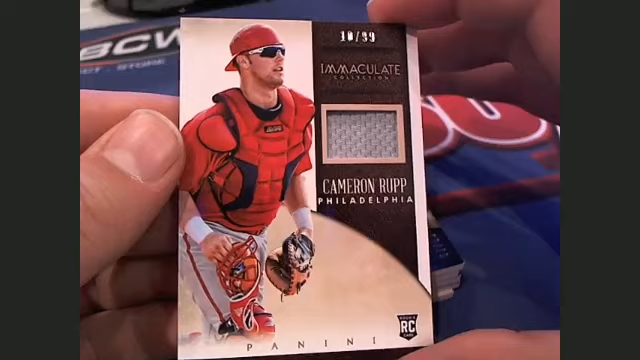 BCW
10/99
IMMACULATE
COLLECTION
CAMERON RUPP
PHILADELPHIA
RC
PANINI